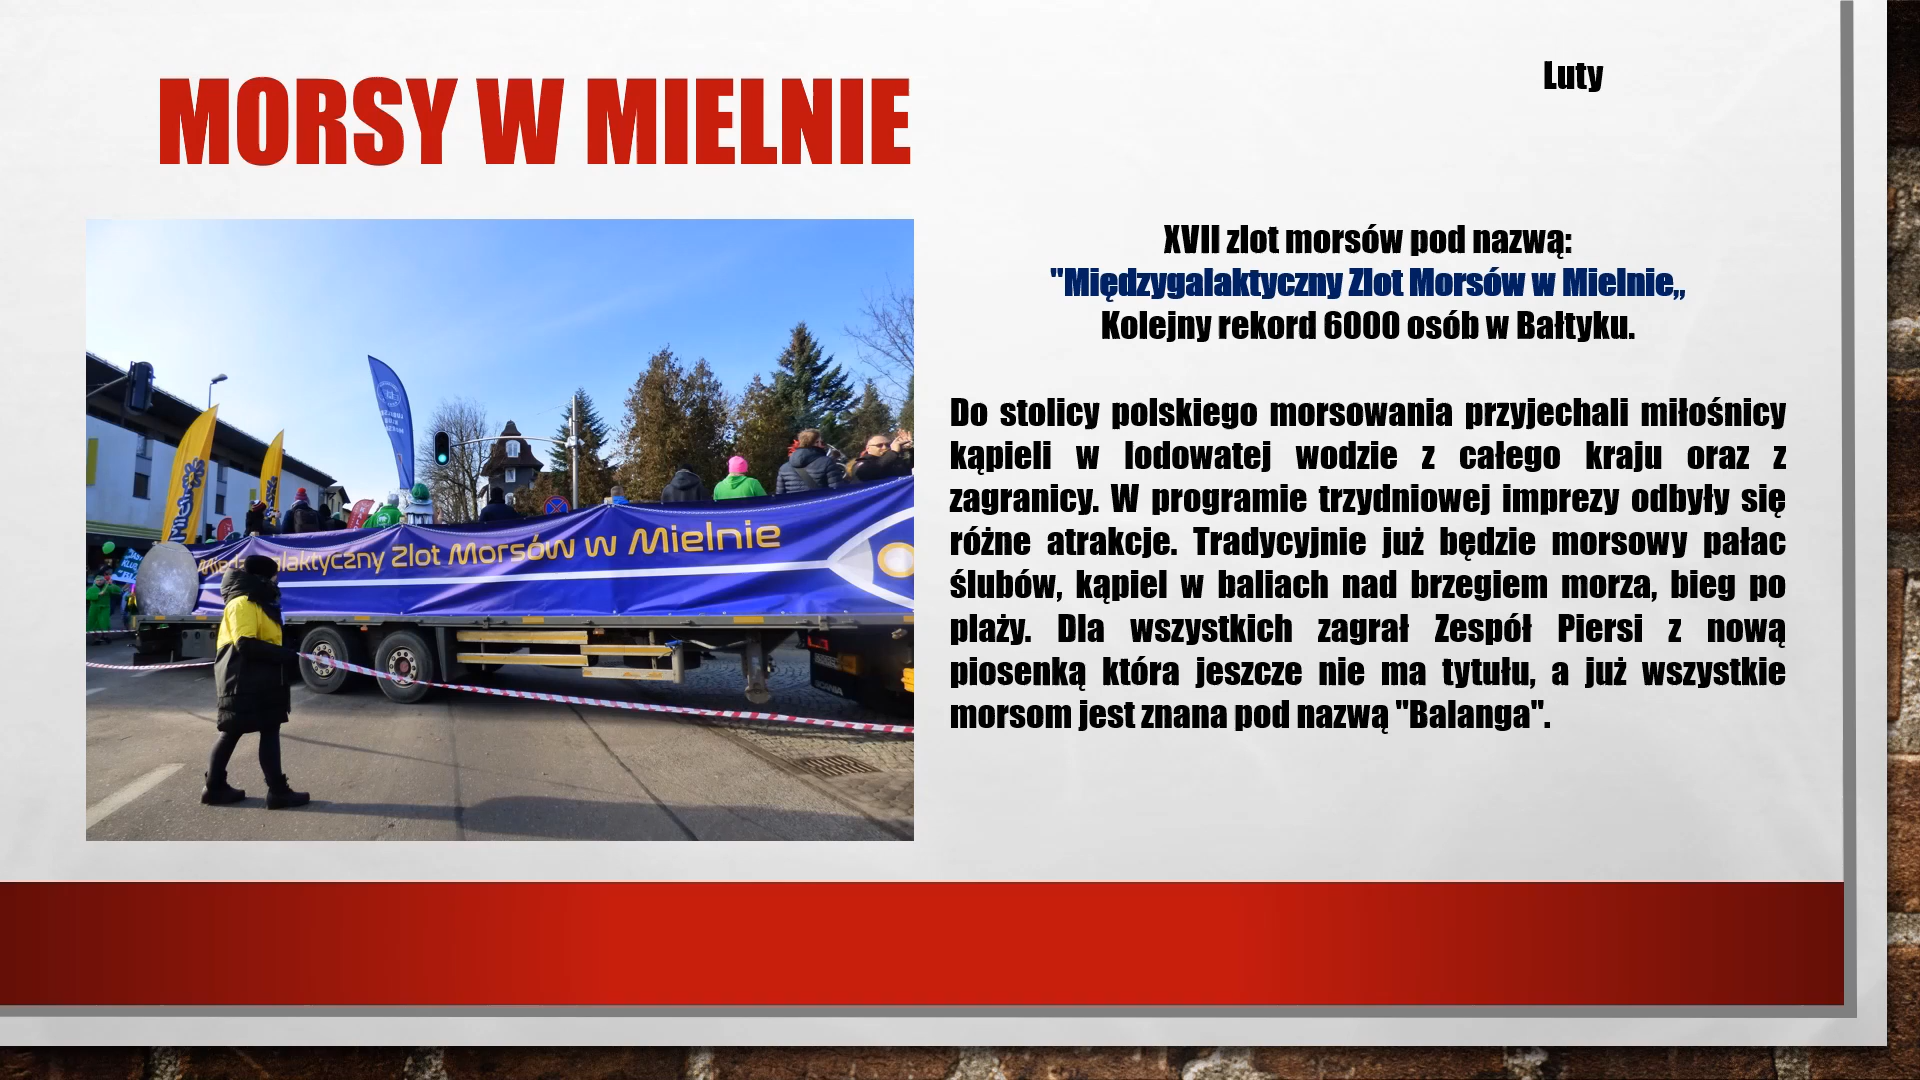 MORSY W MIELNIE
Luty
XVII zlot morsów pod nazwą:
"Międzygalaktyczny Zlot Morsów w Mielnie„
Kolejny rekord 6000 osób w Bałtyku.
Do stolicy polskiego morsowania przyjechali miłośnicy
kąpieli w lodowatej wodzie z całego kraju oraz z
zagranicy. W programie trzydniowej imprezy odbyły się
różne atrakcje. Tradycyjnie już będzie morsowy pałac
ślubów, kąpiel w baliach nad brzegiem morza, bieg po
plaży. Dla wszystkich zagrał Zespół Piersi z nową
piosenką która jeszcze nie ma tytułu, a już wszystkie
morsom jest znana pod nazwą "Balanga".
Zlot Morsów w Mielnie